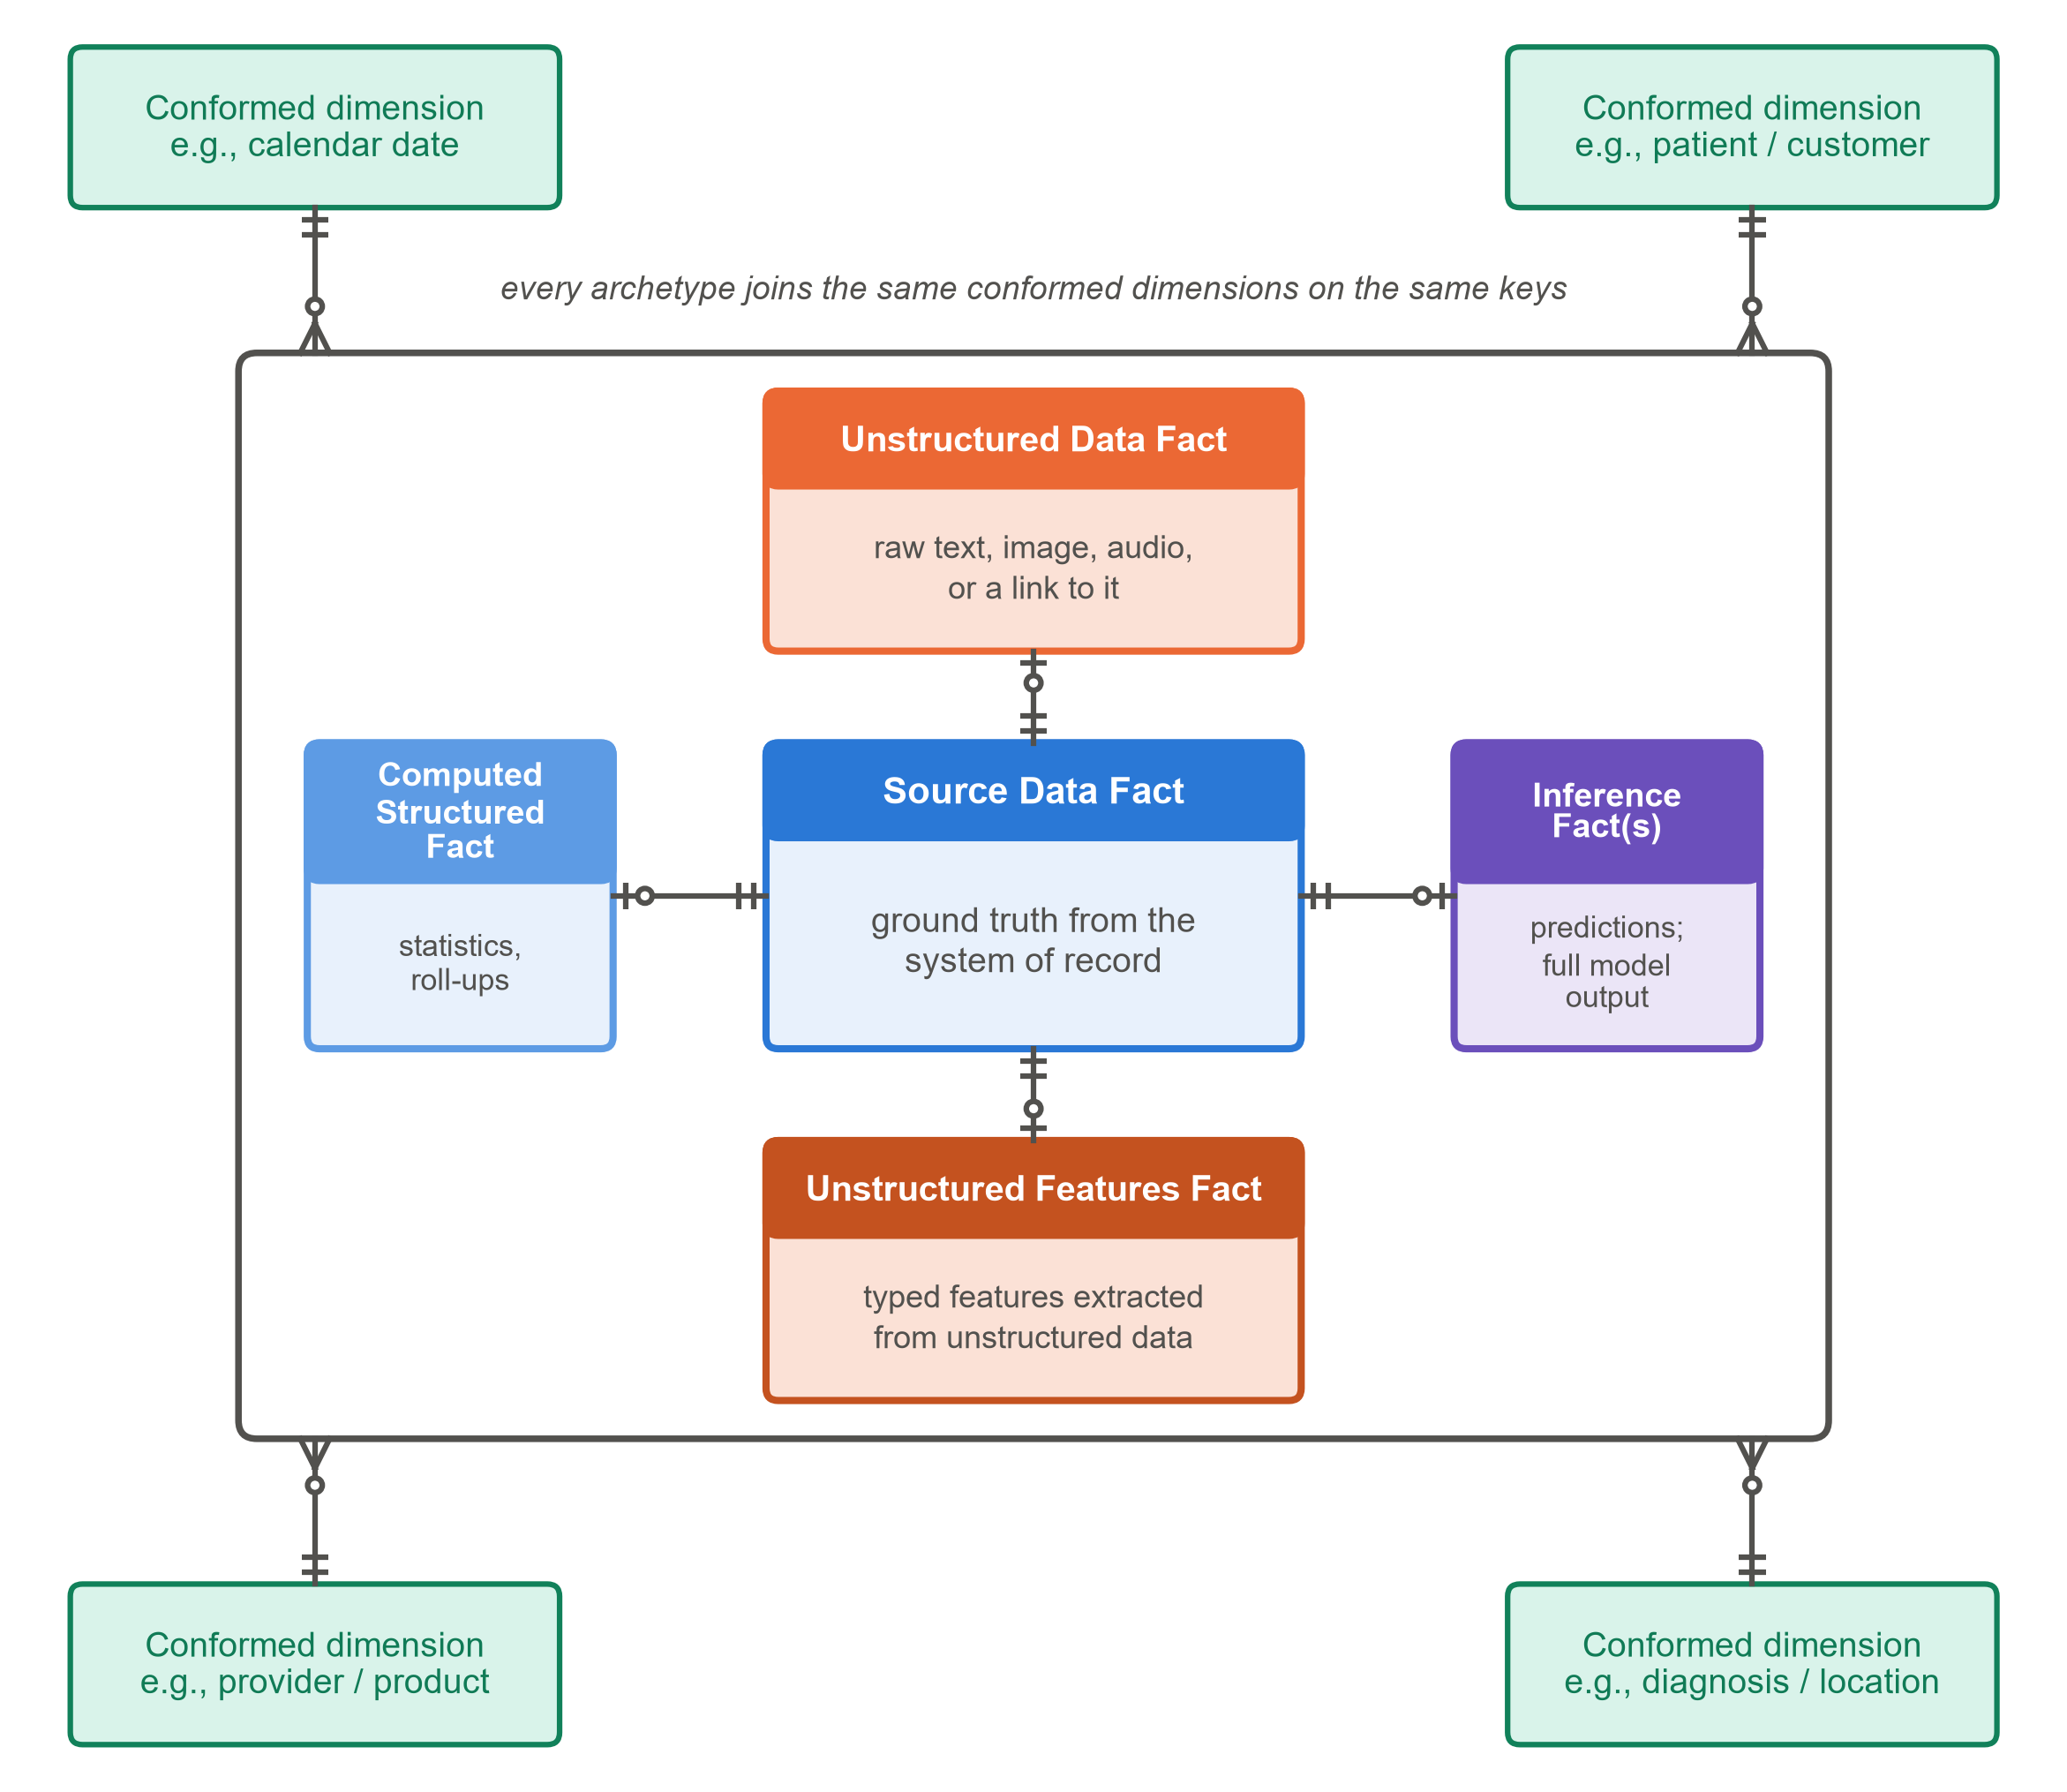 Conformed dimension
e.g., calendar date
Conformed dimension
e.g., patient / customer
every archetype joins the same conformed dimensions on the same keys
Unstructured Data Fact
raw text, image, audio,
or a link to it
Computed
Structured
Fact
statistics,
roll-ups
Source Data Fact
ground truth from the
system of record
Inference
Fact(s)
predictions;
full model
output
Unstructured Features Fact
typed features extracted
from unstructured data
Conformed dimension
e.g., provider / product
Conformed dimension
e.g., diagnosis / location